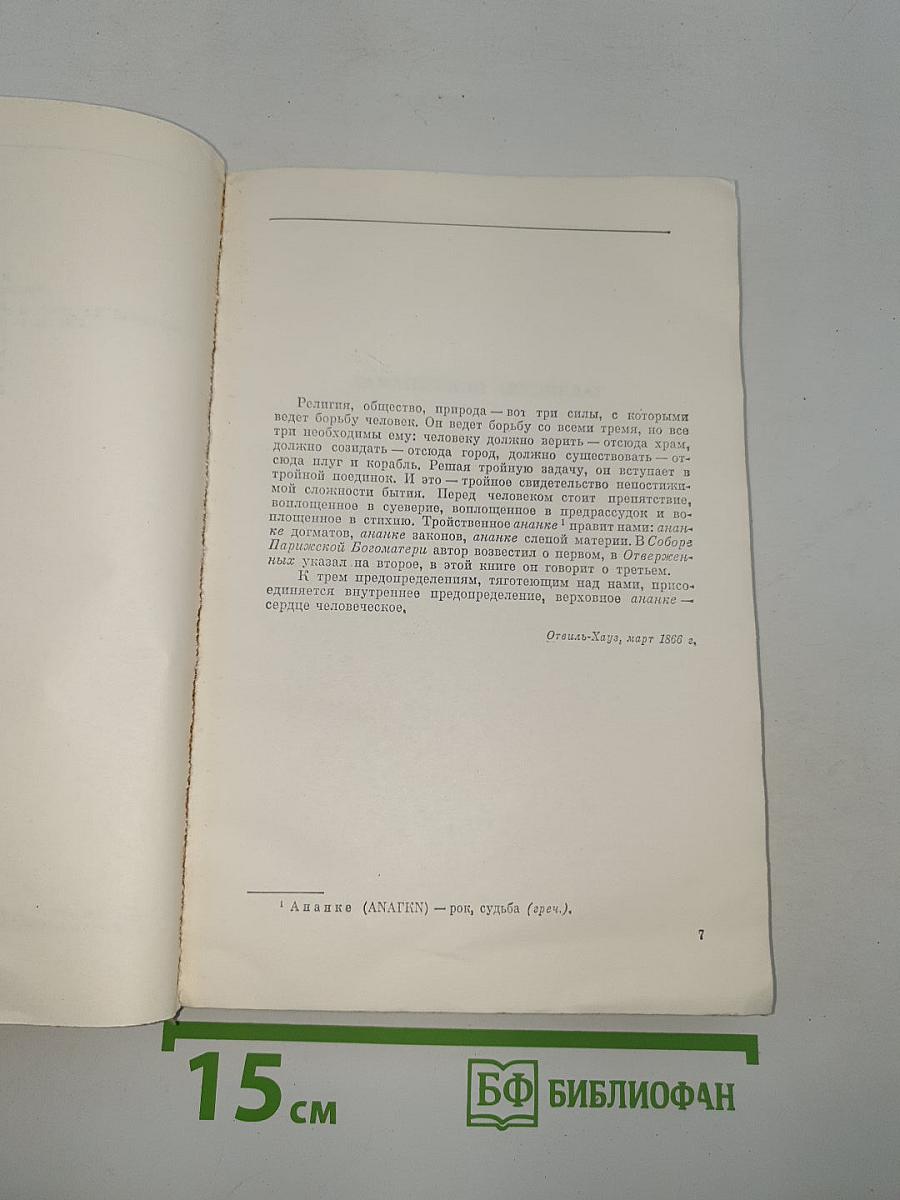 Религия, общество, природа — вот три силы, с которыми
ведет борьбу человек. Он ведет борьбу со всеми тремя, но все
три необходимы ему: человеку должно верить — отсюда храм,
должно созидать — отсюда город, должно существовать — от-
сюда плуг и корабль. Решая тройную задачу, он вступает в
тройной поединок. И это — тройное свидетельство непостижи-
мой сложности бытия. Перед человеком стоит препятствие,
воплощенное в суеверие, воплощенное в предрассудок и во-
площенное в стихию. Тройственное ананке ¹ правит нами: анан-
ке догматов, ананке законов, ананке слепой материи. В Соборе
Парижской Богоматери автор возвестил о первом, в Отвержен-
ных указал на второе, в этой книге он говорит о третьем.
К трем предопределениям, тяготеющим над нами, присо-
единяется внутреннее предопределение, верховное ананке —
сердце человеческое.
Отвиль-Хауз, март 1866 г.
¹ Ананке (ΑΝΑΓΚΝ) — рок, судьба (греч.).
7
15 см
БФ БИБЛИОФАН